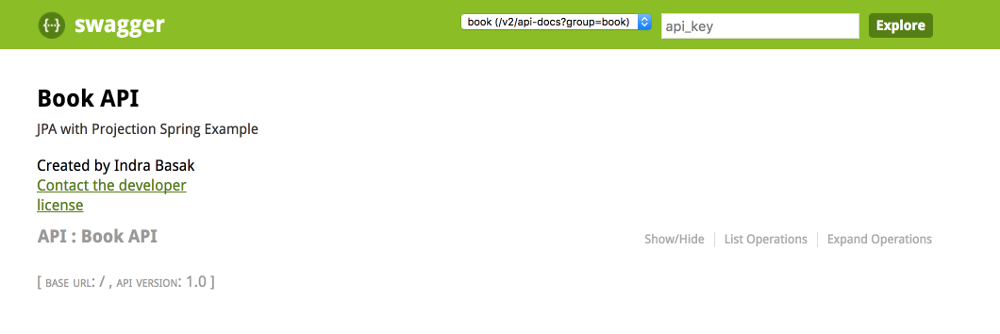 {···} swagger book (/v2/api-docs?group=book) api_key Explore
Book API
JPA with Projection Spring Example
Created by Indra Basak
Contact the developer
license
API : Book API Show/Hide List Operations Expand Operations
[ BASE URL: / , API VERSION: 1.0 ]